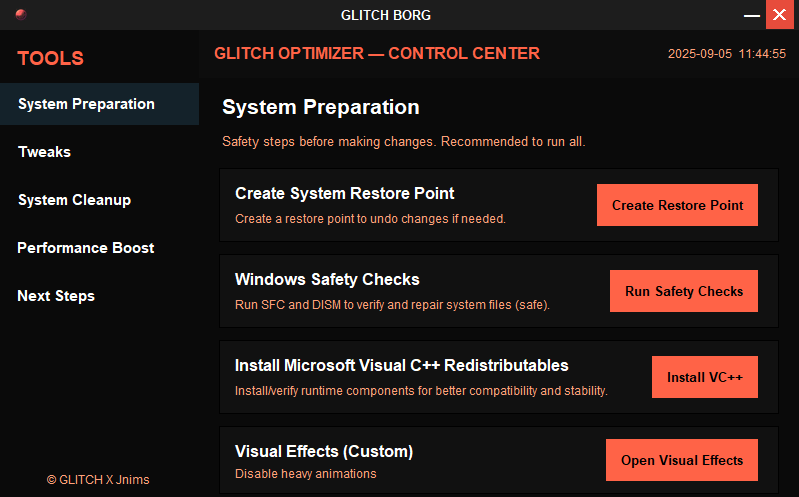 GLITCH BORG
TOOLS
GLITCH OPTIMIZER — CONTROL CENTER
2025-09-05 11:44:55
System Preparation
Tweaks
System Cleanup
Performance Boost
Next Steps
© GLITCH X Jnims
System Preparation
Safety steps before making changes. Recommended to run all.
Create System Restore Point
Create a restore point to undo changes if needed.
Create Restore Point
Windows Safety Checks
Run SFC and DISM to verify and repair system files (safe).
Run Safety Checks
Install Microsoft Visual C++ Redistributables
Install/verify runtime components for better compatibility and stability.
Install VC++
Visual Effects (Custom)
Disable heavy animations
Open Visual Effects